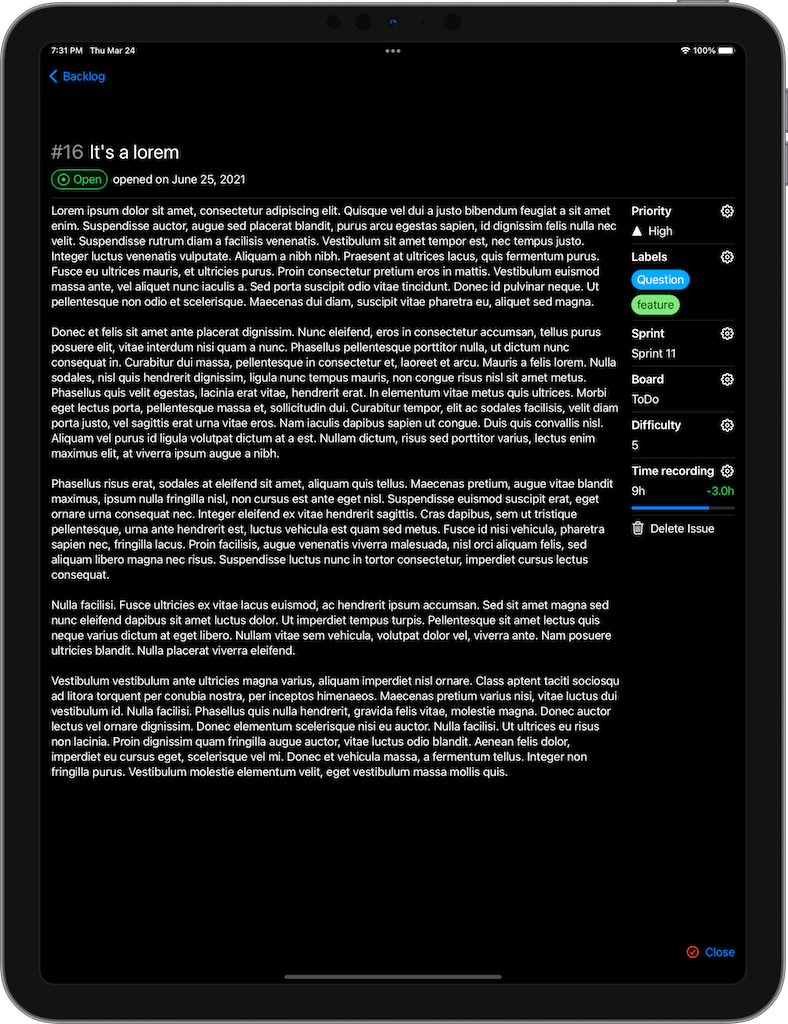 7:31 PM Thu Mar 24
100%
Backlog
#16 It's a lorem
Open opened on June 25, 2021
Lorem ipsum dolor sit amet, consectetur adipiscing elit. Quisque vel dui a justo bibendum feugiat a sit amet
enim. Suspendisse auctor, augue sed placerat blandit, purus arcu egestas sapien, id dignissim felis nulla nec
velit. Suspendisse rutrum diam a facilisis venenatis. Vestibulum sit amet tempor est, nec tempus justo.
Integer luctus venenatis vulputate. Aliquam a nibh nibh. Praesent at ultrices lacus, quis fermentum purus.
Fusce eu ultrices mauris, et ultricies purus. Proin consectetur pretium eros in mattis. Vestibulum euismod
massa ante, vel aliquet nunc iaculis a. Sed porta suscipit odio vitae tincidunt. Donec id pulvinar neque. Ut
pellentesque non odio et scelerisque. Maecenas dui diam, suscipit vitae pharetra eu, aliquet sed magna.
Donec et felis sit amet ante placerat dignissim. Nunc eleifend, eros in consectetur accumsan, tellus purus
posuere elit, vitae interdum nisi quam a nunc. Phasellus pellentesque porttitor nulla, ut dictum nunc
consequat in. Curabitur dui massa, pellentesque in consectetur et, laoreet et arcu. Mauris a felis lorem. Nulla
sodales, nisl quis hendrerit dignissim, ligula nunc tempus mauris, non congue risus nisl sit amet metus.
Phasellus quis velit egestas, lacinia erat vitae, hendrerit erat. In elementum vitae metus quis ultrices. Morbi
eget lectus porta, pellentesque massa et, sollicitudin dui. Curabitur tempor, elit ac sodales facilisis, velit diam
porta justo, vel sagittis erat urna vitae eros. Nam iaculis dapibus sapien ut congue. Duis quis convallis nisl.
Aliquam vel purus id ligula volutpat dictum at a est. Nullam dictum, risus sed porttitor varius, lectus enim
maximus elit, at viverra ipsum augue a nibh.
Phasellus risus erat, sodales at eleifend sit amet, aliquam quis tellus. Maecenas pretium, augue vitae blandit
maximus, ipsum nulla fringilla nisl, non cursus est ante eget nisl. Suspendisse euismod suscipit erat, eget
ornare urna consequat nec. Integer eleifend ex vitae hendrerit sagittis. Cras dapibus, sem ut tristique
pellentesque, urna ante hendrerit est, luctus vehicula est quam sed metus. Fusce id nisi vehicula, pharetra
sapien nec, fringilla lacus. Proin facilisis, augue venenatis viverra malesuada, nisl orci aliquam felis, sed
aliquam libero magna nec risus. Suspendisse luctus nunc in tortor consectetur, imperdiet cursus lectus
consequat.
Nulla facilisi. Fusce ultricies ex vitae lacus euismod, ac hendrerit ipsum accumsan. Sed sit amet magna sed
nunc eleifend dapibus sit amet luctus dolor. Ut imperdiet tempus turpis. Pellentesque sit amet lectus quis
neque varius dictum at eget libero. Nullam vitae sem vehicula, volutpat dolor vel, viverra ante. Nam posuere
ultricies blandit. Nulla placerat viverra eleifend.
Vestibulum vestibulum ante ultricies magna varius, aliquam imperdiet nisl ornare. Class aptent taciti sociosqu
ad litora torquent per conubia nostra, per inceptos himenaeos. Maecenas pretium varius nisi, vitae luctus dui
vestibulum id. Nulla facilisi. Phasellus quis nulla hendrerit, gravida felis vitae, molestie magna. Donec auctor
lectus vel ornare dignissim. Donec elementum scelerisque nisi eu auctor. Nulla facilisi. Ut ultrices eu risus
non lacinia. Proin dignissim quam fringilla augue auctor, vitae luctus odio blandit. Aenean felis dolor,
imperdiet eu cursus eget, scelerisque vel mi. Donec et vehicula massa, a fermentum tellus. Integer non
fringilla purus. Vestibulum molestie elementum velit, eget vestibulum massa mollis quis.
Priority
High
Labels
Question
feature
Sprint
Sprint 11
Board
ToDo
Difficulty
5
Time recording
9h -3.0h
Delete Issue
Close